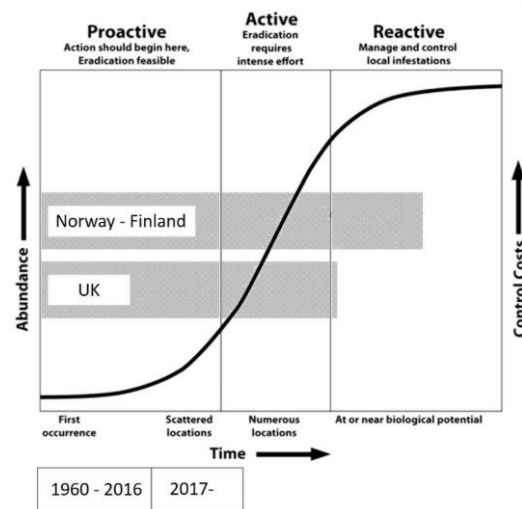 Proactive
Action should begin here,
Eradication feasible
Active
Eradication
requires
intense effort
Reactive
Manage and control
local infestations
Abundance
Norway - Finland
UK
Control Costs
First
occurrence
Scattered
locations
Numerous
locations
At or near biological potential
Time
1960 - 2016
2017-